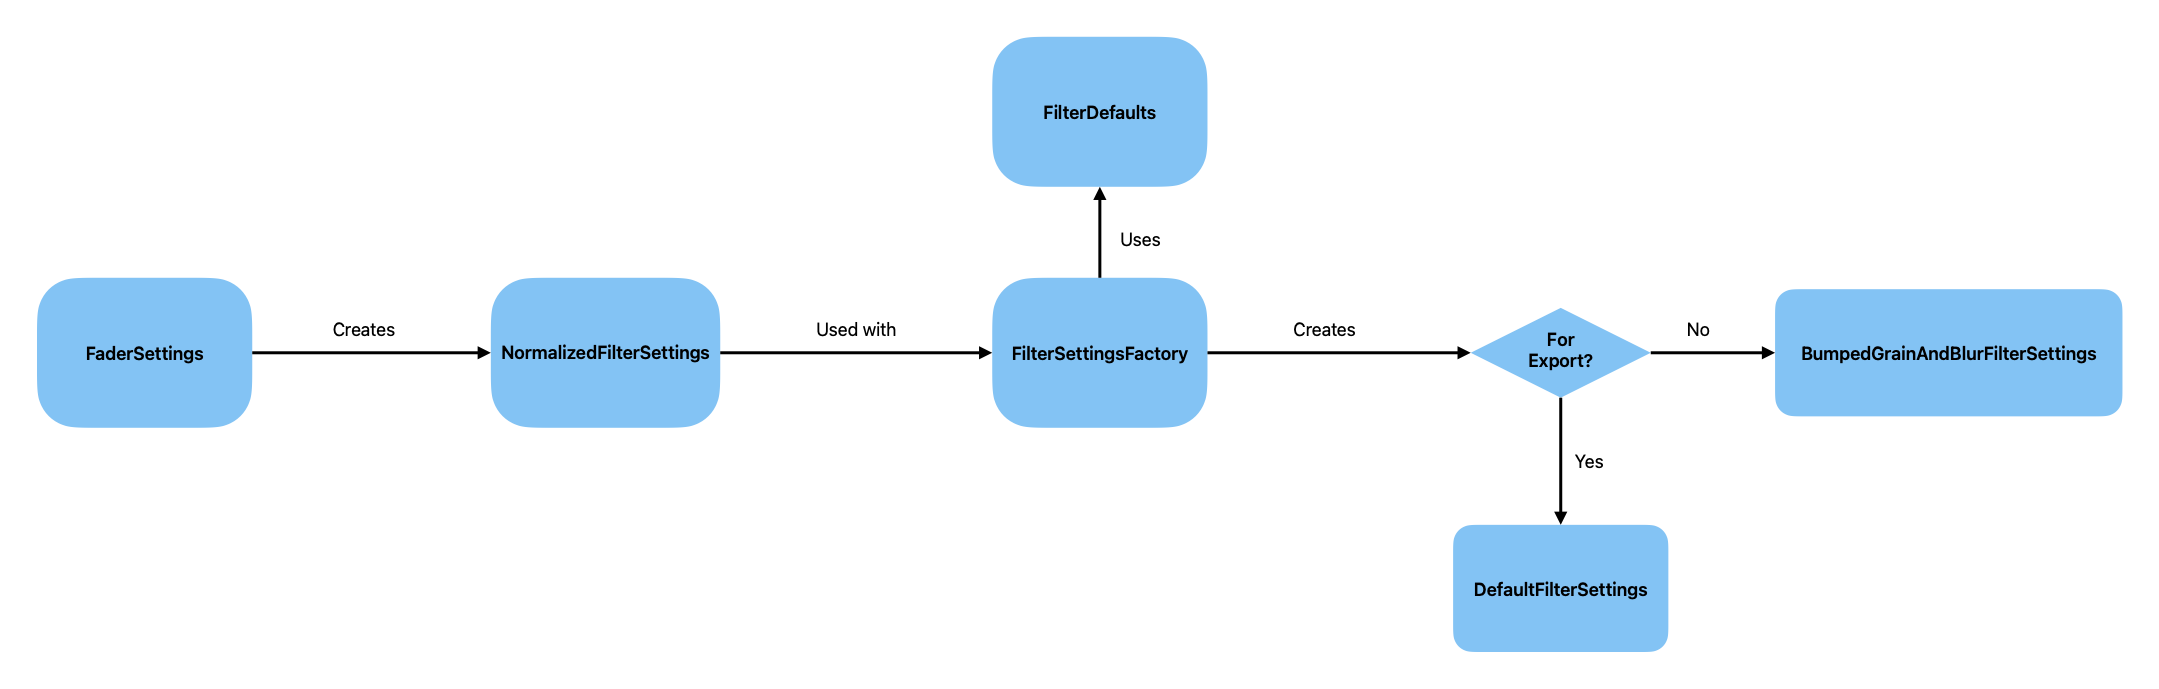 FilterDefaults
Uses
FaderSettings
Creates
NormalizedFilterSettings
Used with
FilterSettingsFactory
Creates
For
Export?
No
BumpedGrainAndBlurFilterSettings
Yes
DefaultFilterSettings